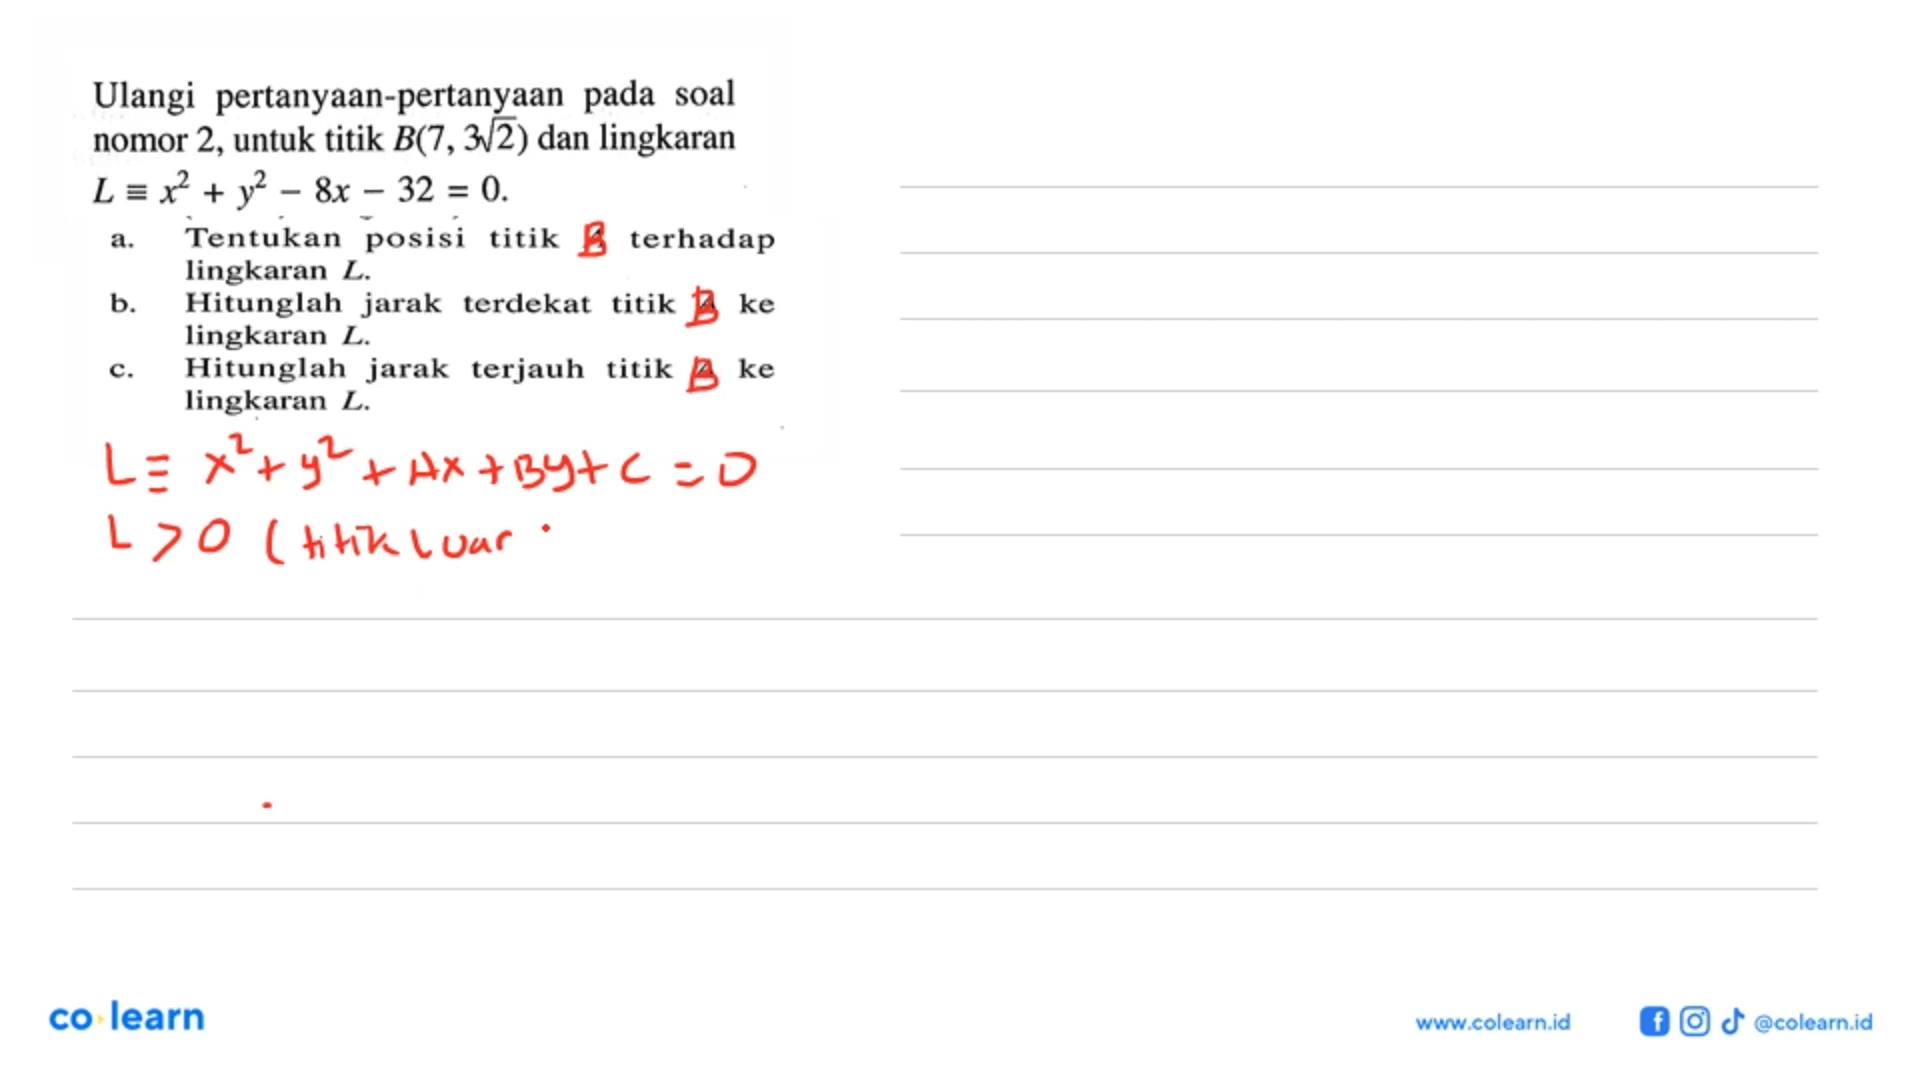 Ulangi pertanyaan-pertanyaan pada soal
nomor 2, untuk titik B(7, 3√2) dan lingkaran
L ≡ x² + y² − 8x − 32 = 0.
a. Tentukan posisi titik B terhadap
lingkaran L.
b. Hitunglah jarak terdekat titik B ke
lingkaran L.
c. Hitunglah jarak terjauh titik B ke
lingkaran L.
L ≡ x² + y² + Ax + By + C = 0
L > 0 ( titik luar
co learn
www.colearn.id
@colearn.id